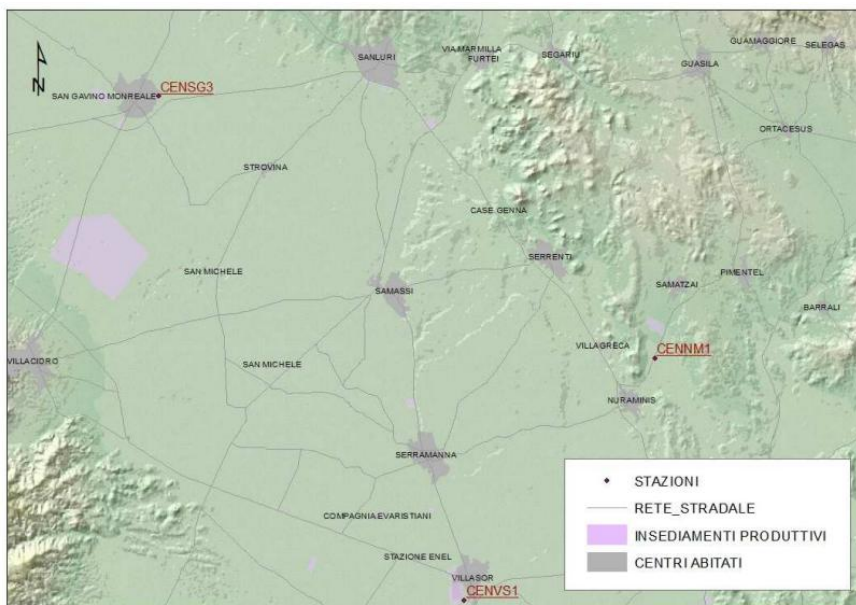 GUAMAGGIORE
SELEGAS
SANLURI
VIA MARMILLA
FURTEI
SEGARIU
GUASILA
N
SAN GAVINO MONREALE
CENSG3
ORTACESUS
STROVINA
CASE GENNA
SERRENTI
SAN MICHELE
PIMENTEL
SAMASSI
SAMATZAI
BARRALI
VILLAGRECA
CENNM1
VILLACIDRO
SAN MICHELE
NURAMINIS
SERRAMANNA
STAZIONI
RETE_STRADALE
COMPAGNIA EVARISTIANI
INSEDIAMENTI PRODUTTIVI
STAZIONE ENEL
CENTRI ABITATI
VILLASOR
CENVS1